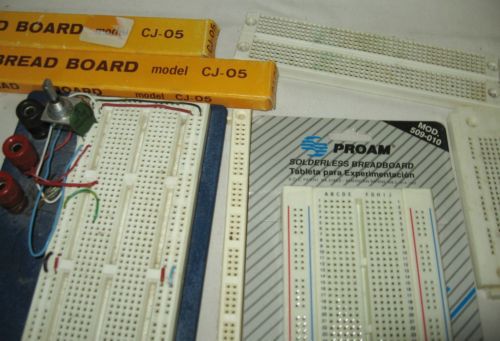 D BOARD model CJ-05
BREAD BOARD model CJ-05
BOARD model CJ-05
PROAM
MOD.
509-010
SOLDERLESS BREADBOARD
Tableta para Experimentación
A B C D E F G H I J